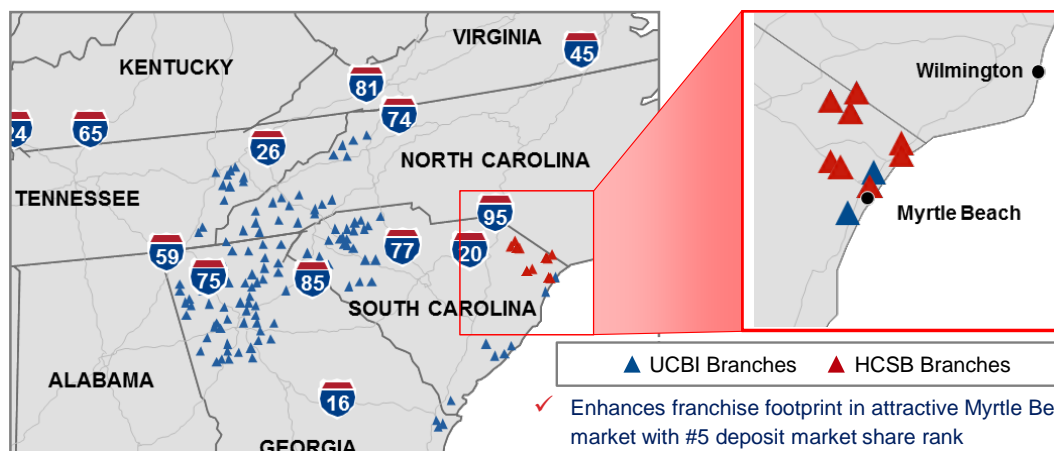 VIRGINIA
45
KENTUCKY
81
74
24
65
26
NORTH CAROLINA
TENNESSEE
95
59
77
20
75
85
SOUTH CAROLINA
ALABAMA
16
GEORGIA
Wilmington
Myrtle Beach
UCBI Branches HCSB Branches
✓ Enhances franchise footprint in attractive Myrtle Be
market with #5 deposit market share rank